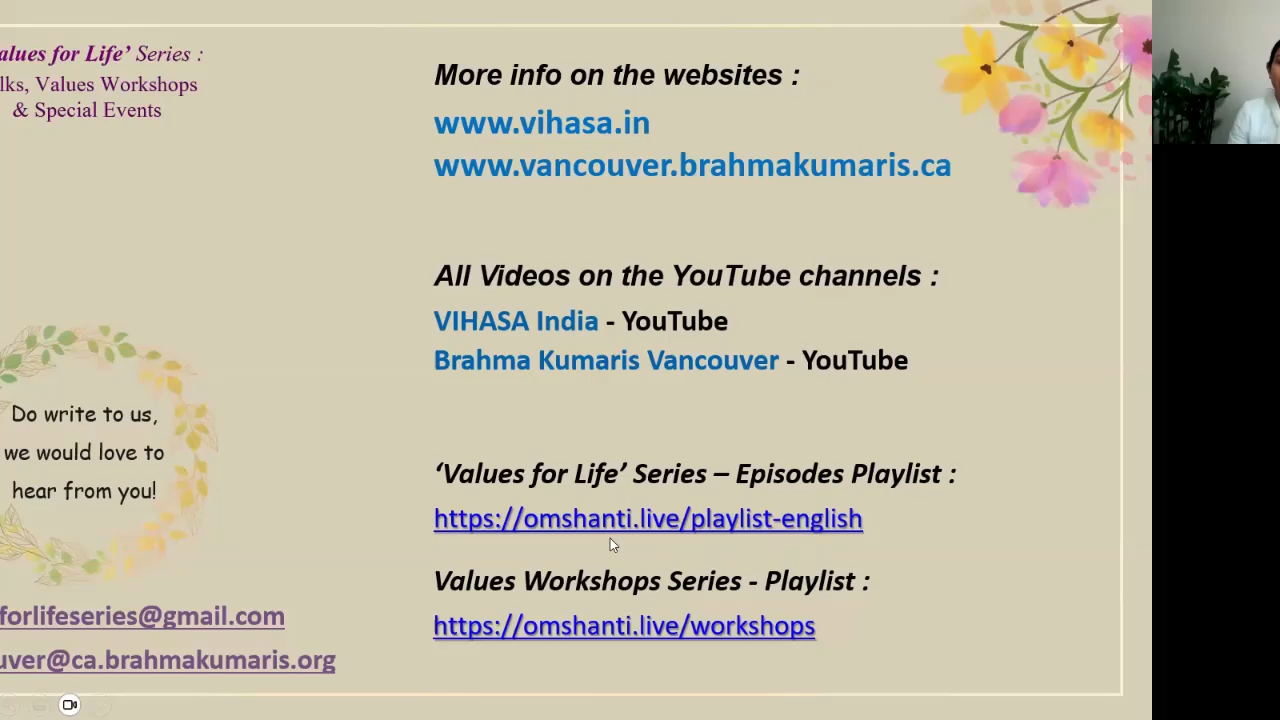 alues for Life’ Series :
lks, Values Workshops
& Special Events
Do write to us,
we would love to
hear from you!
forlifeseries@gmail.com
uver@ca.brahmakumaris.org
More info on the websites :
www.vihasa.in
www.vancouver.brahmakumaris.ca
All Videos on the YouTube channels :
VIHASA India - YouTube
Brahma Kumaris Vancouver - YouTube
‘Values for Life’ Series – Episodes Playlist :
https://omshanti.live/playlist-english
Values Workshops Series - Playlist :
https://omshanti.live/workshops